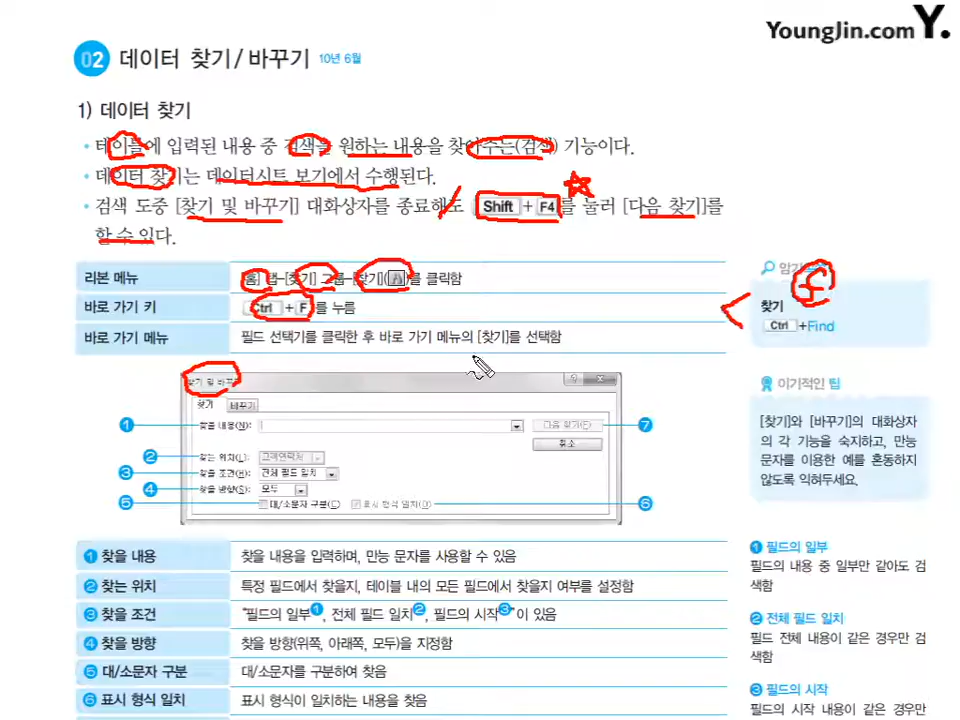 YoungJin.com Y.
02 데이터 찾기/바꾸기 10년 6월
1) 데이터 찾기
• 테이블에 입력된 내용 중 검색을 원하는 내용을 찾아주는(검색) 기능이다.
• 데이터 찾기는 데이터시트 보기에서 수행된다.
• 검색 도중 [찾기 및 바꾸기] 대화상자를 종료해도 Shift + F4를 눌러 [다음 찾기]를
할 수 있다.
리본 메뉴 [홈] 탭-[찾기] 그룹-[찾기]()를 클릭함
바로 가기 키 Ctrl + F를 누름
바로 가기 메뉴 필드 선택기를 클릭한 후 바로 가기 메뉴의 [찾기]를 선택함
찾기 및 바꾸기
찾기 바꾸기
① 찾을 내용(N): 다음 찾기(F) ⑦
취소
② 찾는 위치(L):
③ 찾을 조건(H): 전체 필드 일치
④ 찾을 방향(S): 모두
⑤ 대/소문자 구분(C) 표시 형식 일치(O) ⑥
① 찾을 내용 찾을 내용을 입력하며, 만능 문자를 사용할 수 있음
② 찾는 위치 특정 필드에서 찾을지, 테이블 내의 모든 필드에서 찾을지 여부를 설정함
③ 찾을 조건 "필드의 일부①, 전체 필드 일치②, 필드의 시작③"이 있음
④ 찾을 방향 찾을 방향(위쪽, 아래쪽, 모두)을 지정함
⑤ 대/소문자 구분 대/소문자를 구분하여 찾음
⑥ 표시 형식 일치 표시 형식이 일치하는 내용을 찾음
암기
f
찾기
Ctrl+Find
이기적인 팁
[찾기]와 [바꾸기]의 대화상자
의 각 기능을 숙지하고, 만능
문자를 이용한 예를 혼동하지
않도록 익혀두세요.
① 필드의 일부
필드의 내용 중 일부만 같아도 검
색함
② 전체 필드 일치
필드 전체 내용이 같은 경우만 검
색함
③ 필드의 시작
필드의 시작 내용이 같은 경우만